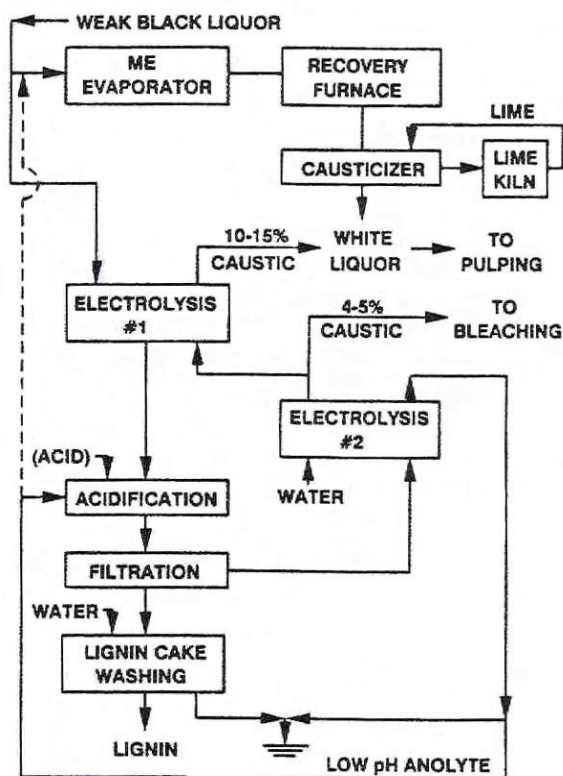 WEAK BLACK LIQUOR
ME
EVAPORATOR
RECOVERY
FURNACE
LIME
CAUSTICIZER
LIME
KILN
10-15%
CAUSTIC
WHITE
LIQUOR
TO
PULPING
ELECTROLYSIS
#1
4-5%
CAUSTIC
TO
BLEACHING
ELECTROLYSIS
#2
(ACID)
ACIDIFICATION
WATER
FILTRATION
WATER
LIGNIN CAKE
WASHING
LIGNIN
LOW pH ANOLYTE